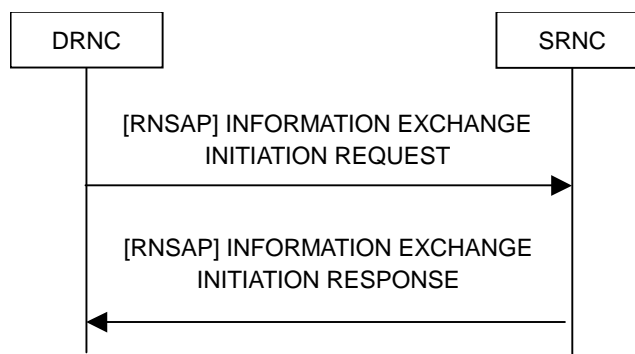 DRNC
SRNC
[RNSAP] INFORMATION EXCHANGE
INITIATION REQUEST
[RNSAP] INFORMATION EXCHANGE
INITIATION RESPONSE